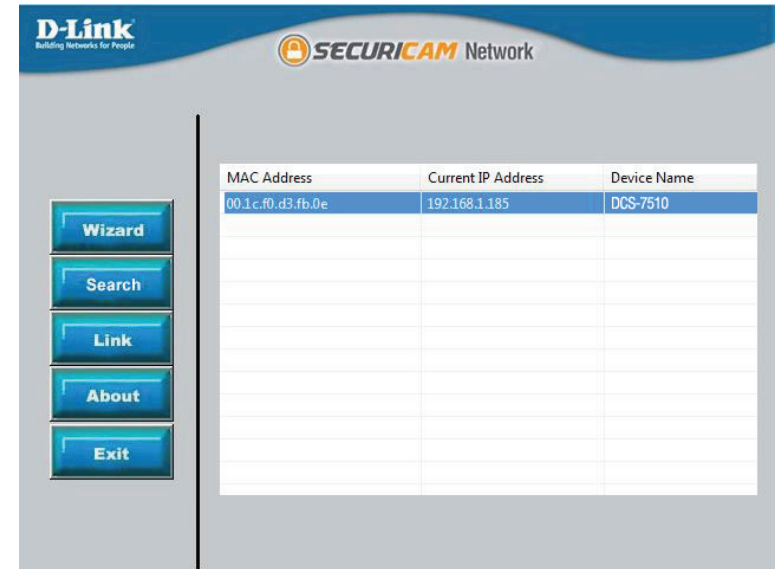 D-Link
Building Networks for People
SECURICAM Network
MAC Address Current IP Address Device Name
00.1c.f0.d3.fb.0e 192.168.1.185 DCS-7510
Wizard
Search
Link
About
Exit